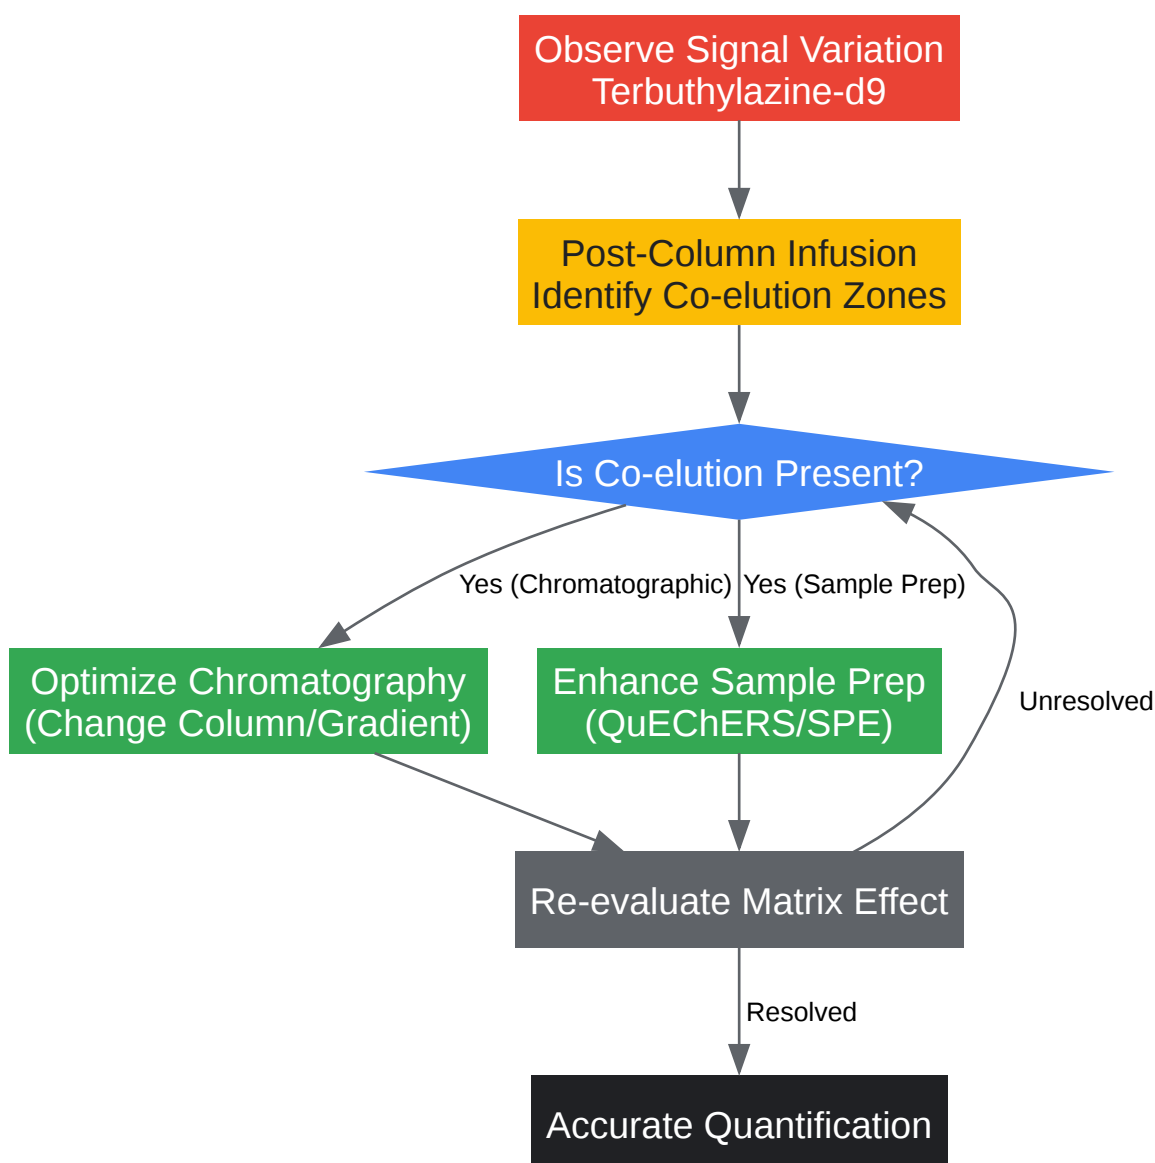 Observe Signal Variation
Terbuthylazine-d9
Post-Column Infusion
Identify Co-elution Zones
Is Co-elution Present?
Yes (Chromatographic)
Yes (Sample Prep)
Optimize Chromatography
(Change Column/Gradient)
Enhance Sample Prep
(QuEChERS/SPE)
Unresolved
Re-evaluate Matrix Effect
Resolved
Accurate Quantification